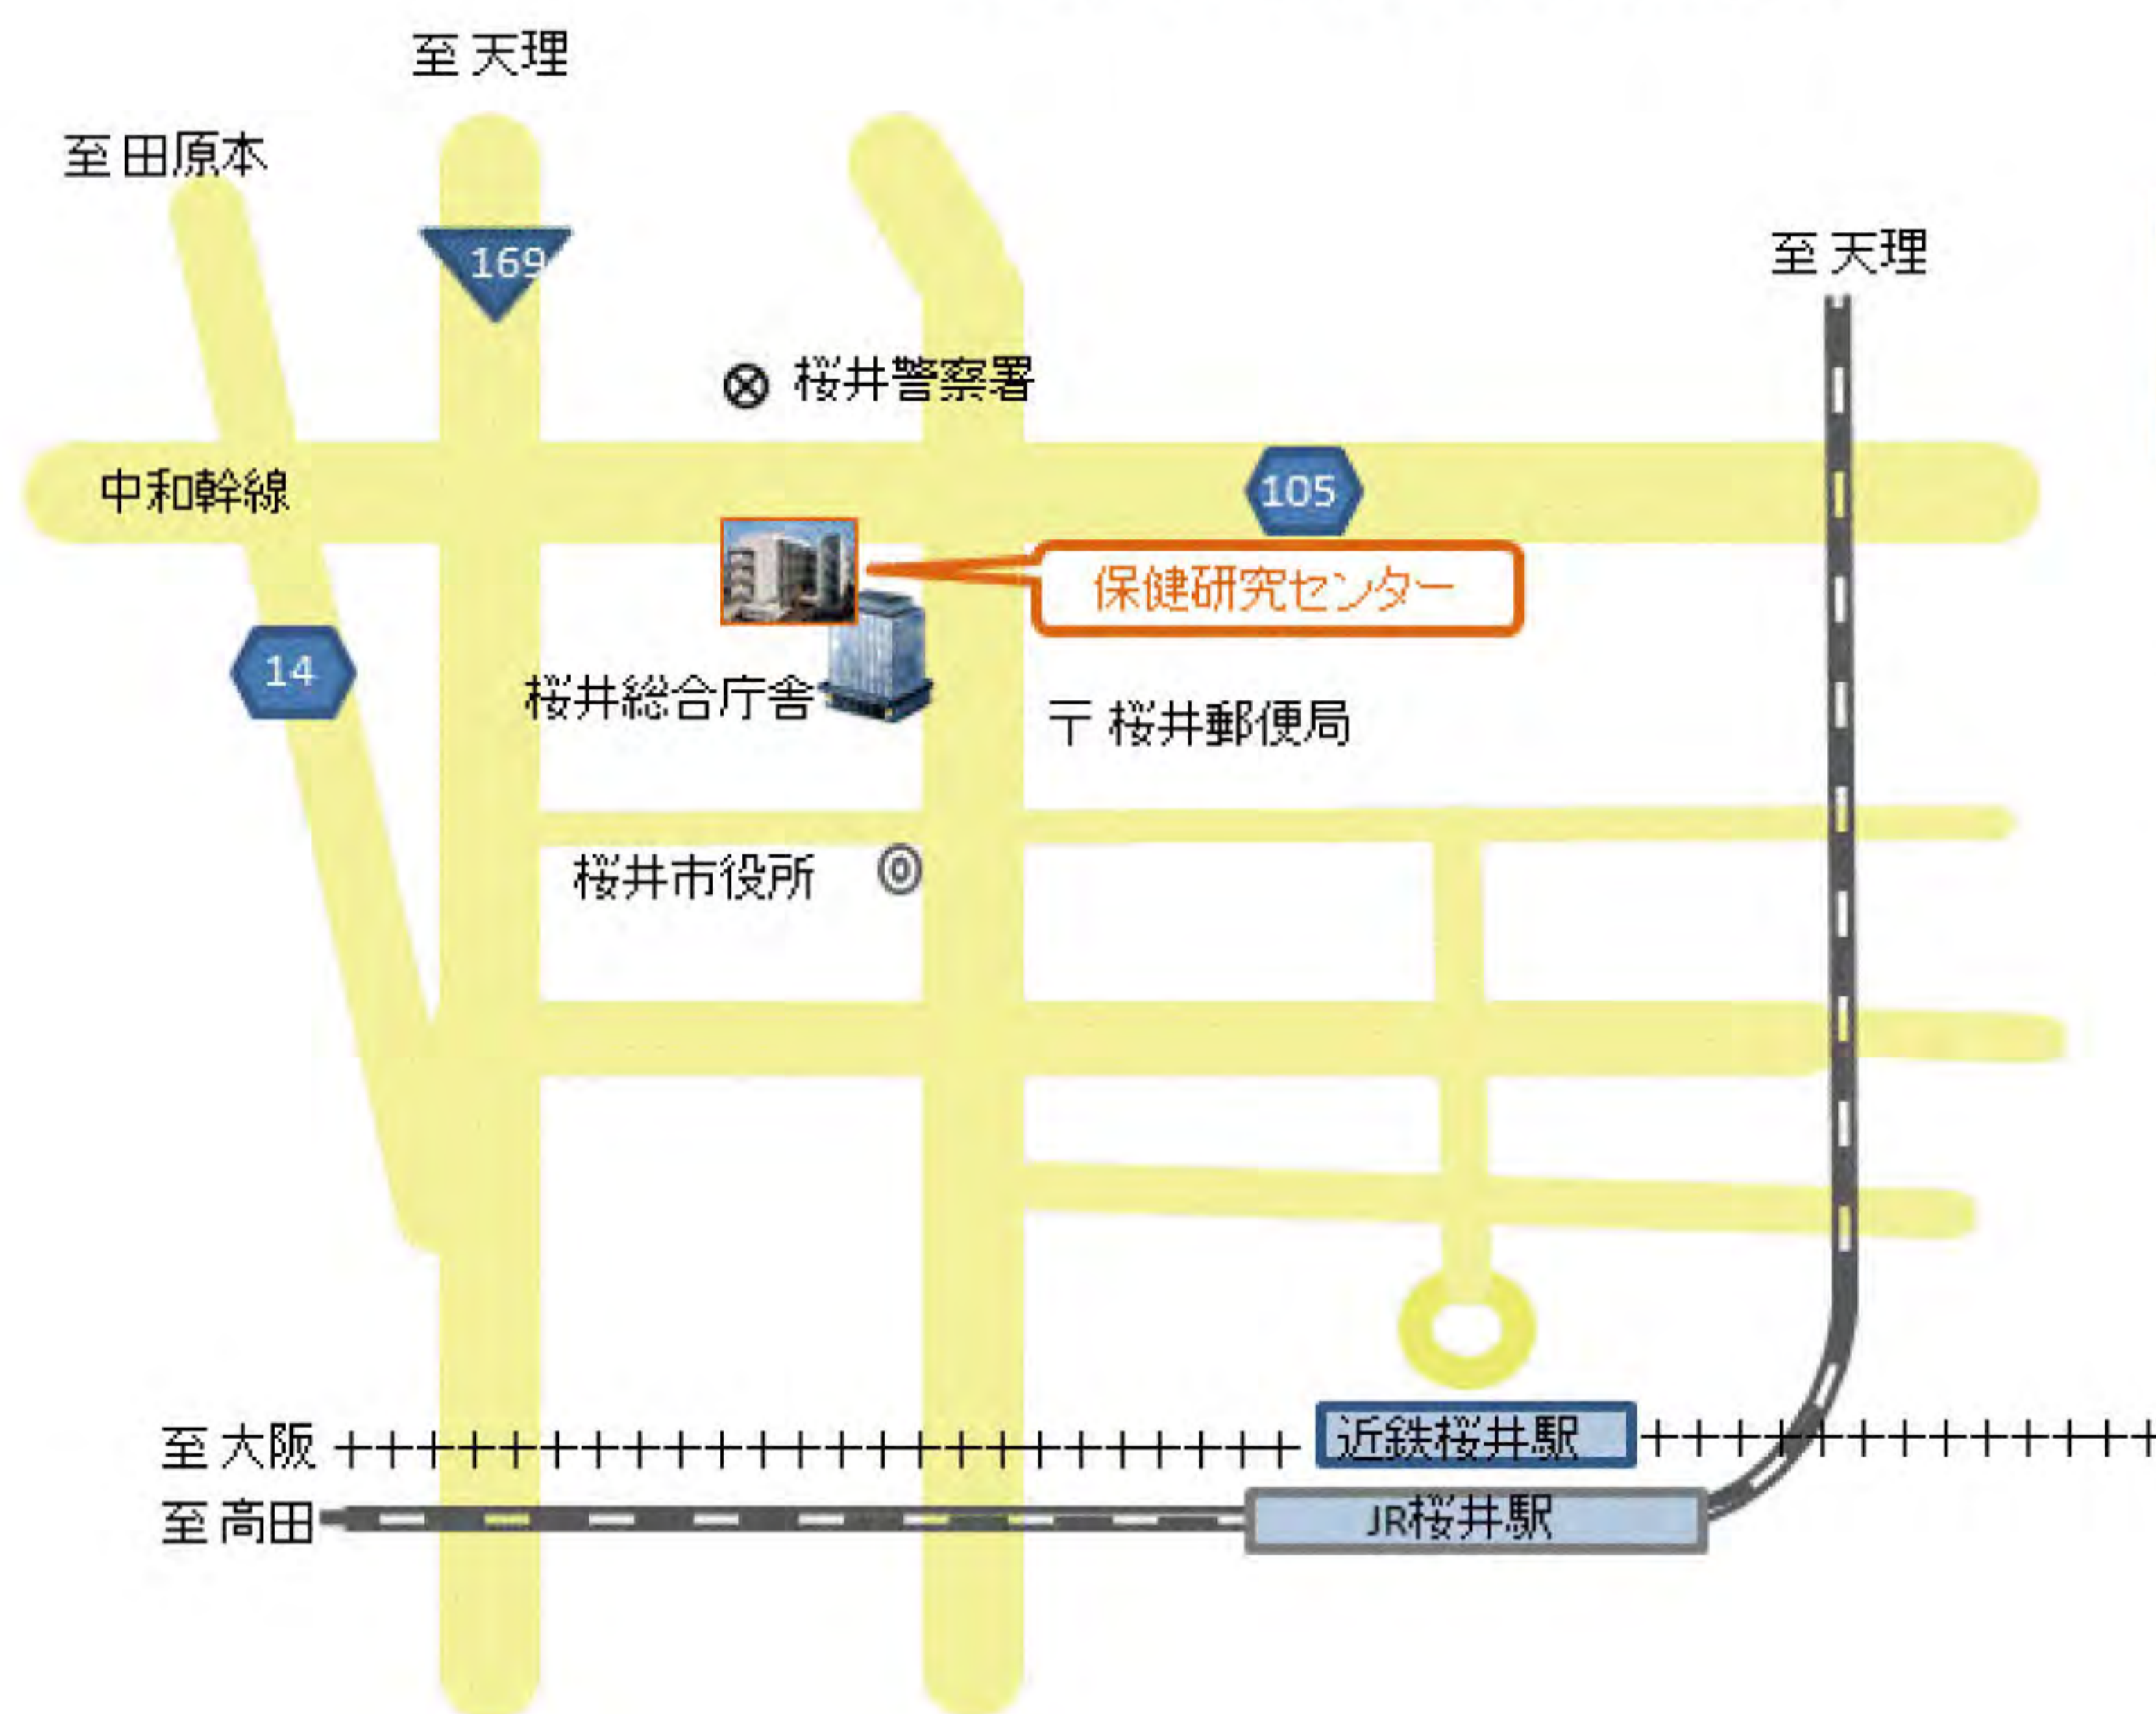 至 天理
至 田原本
169
至 天理
桜井警察署
中和幹線
105
保健研究センター
14
桜井総合庁舎
〒 桜井郵便局
桜井市役所
至 大阪
近鉄桜井駅
至 高田
JR桜井駅